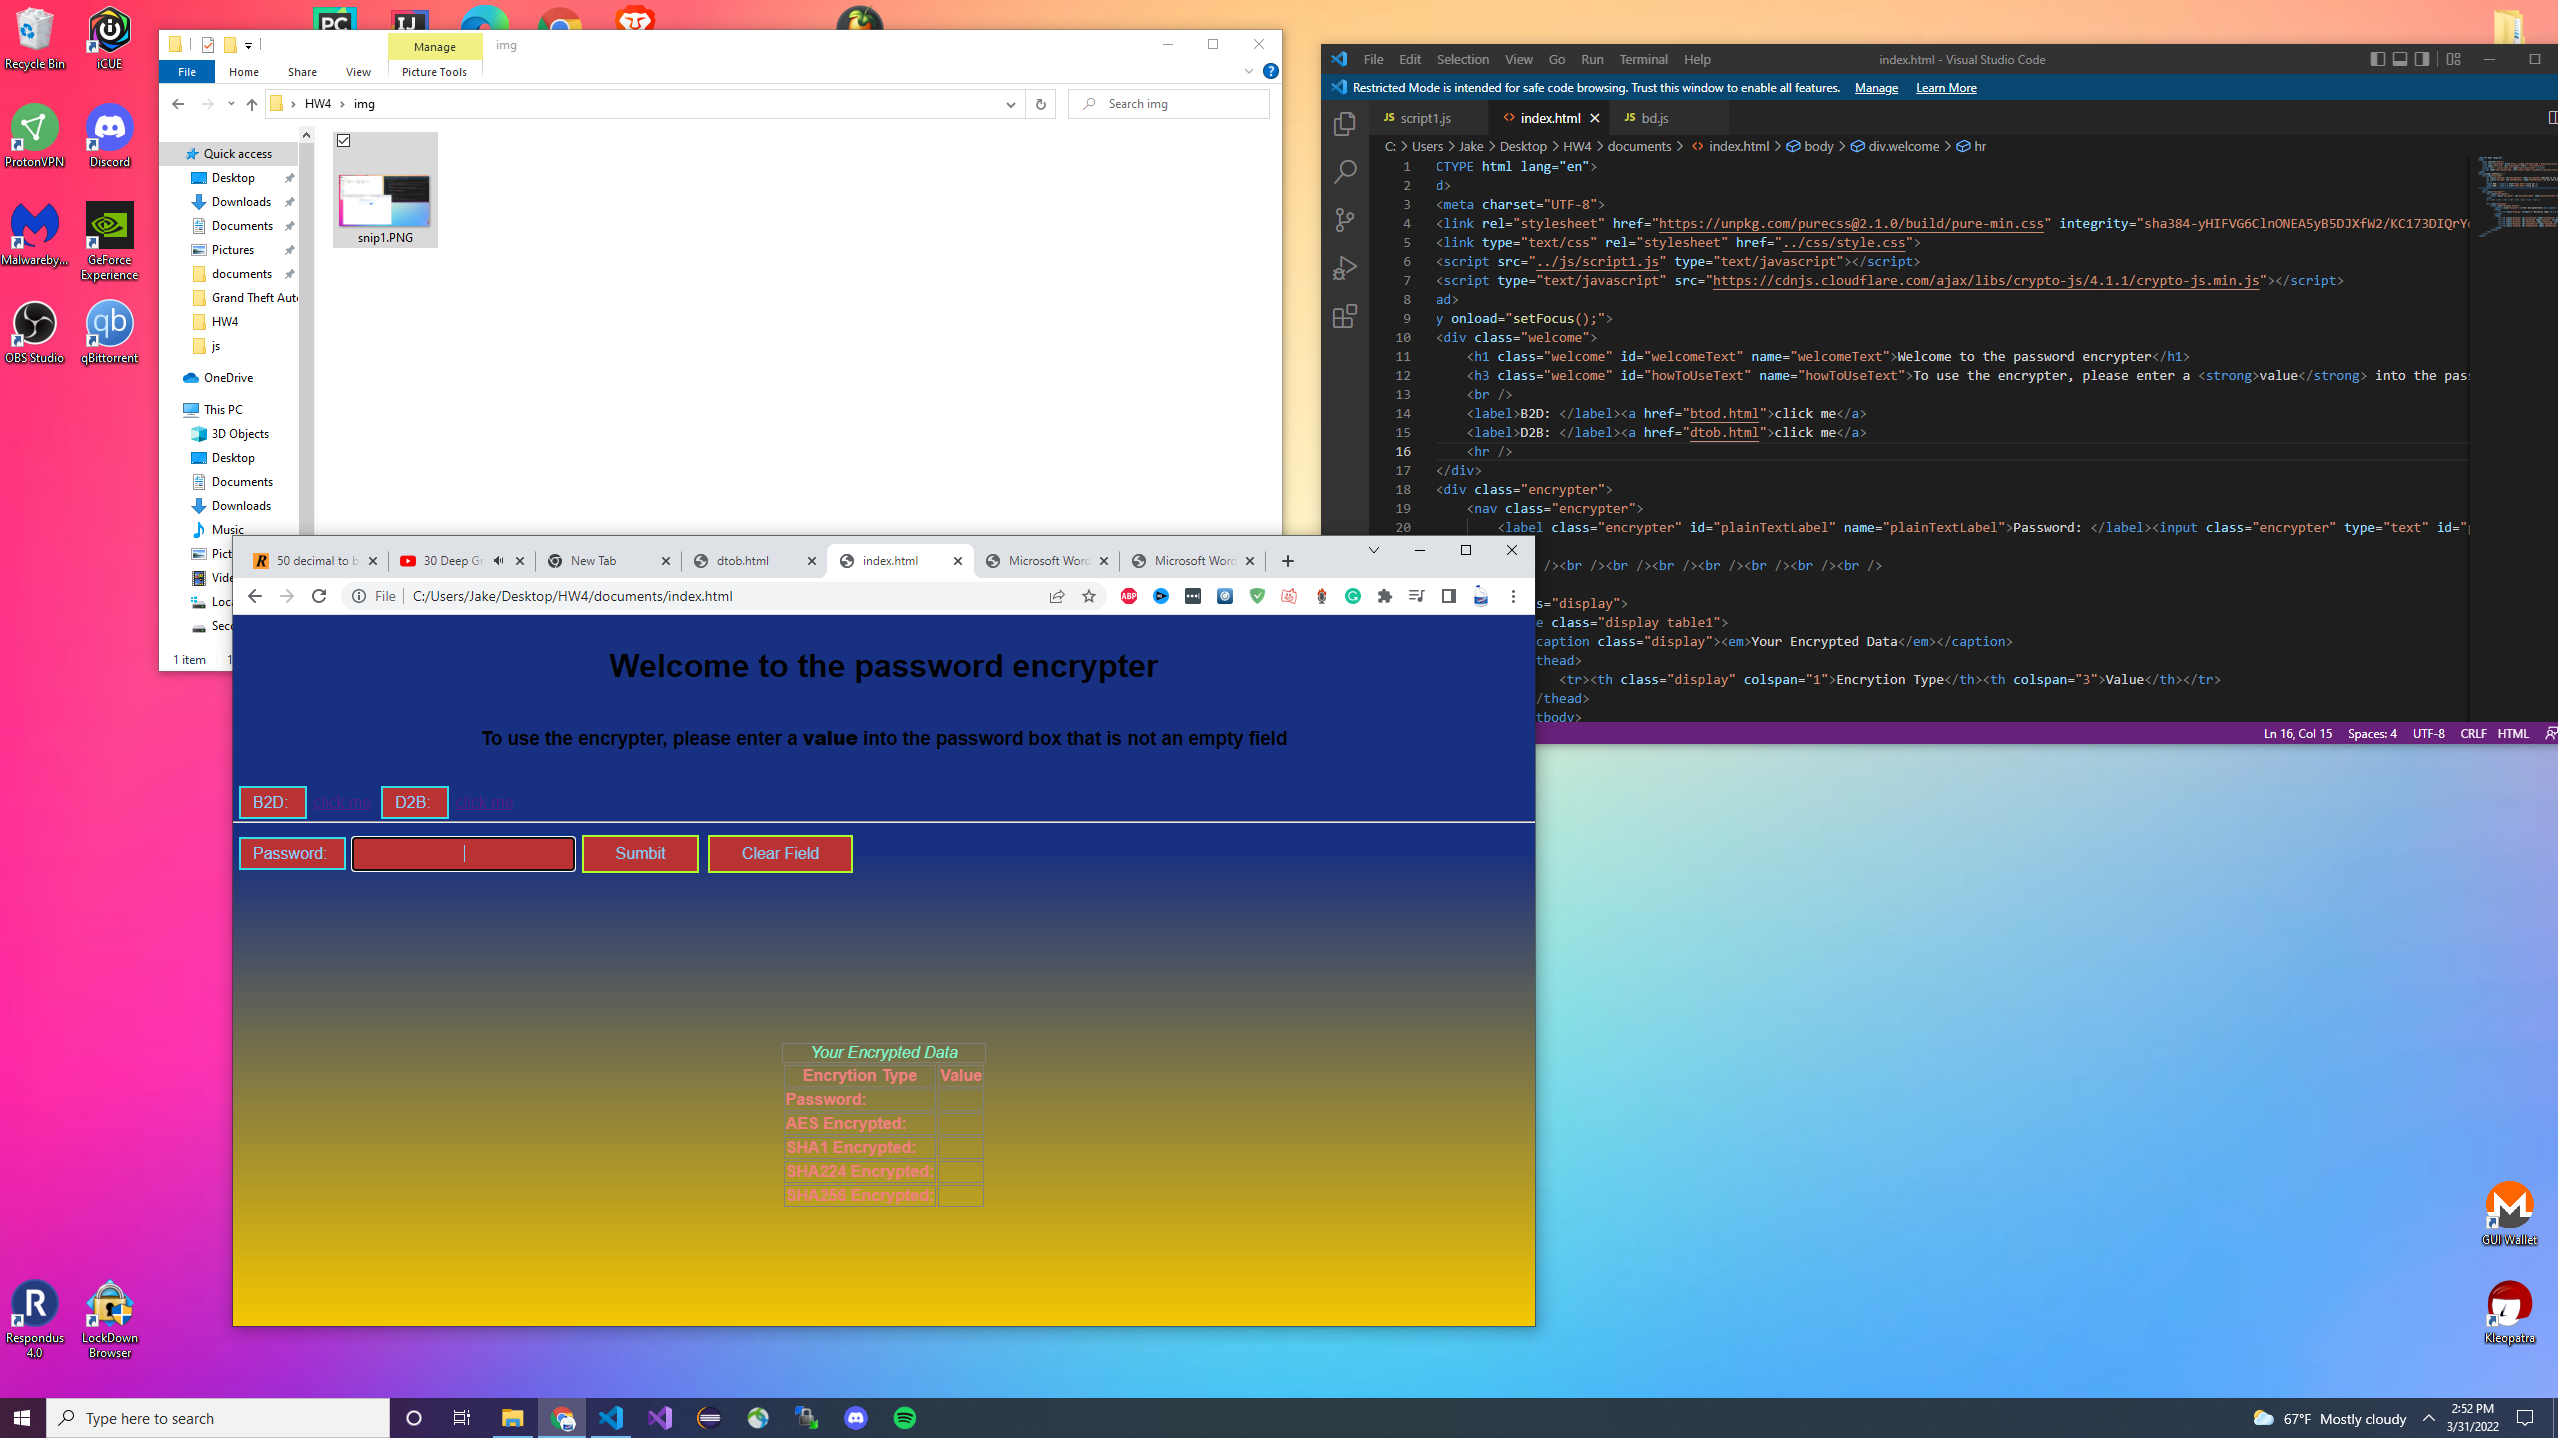 Recycle Bin
iCUE
ProtonVPN
Discord
Malwareby...
GeForce Experience
OBS Studio
qBittorrent
Respondus 4.0
LockDown Browser
GUI Wallet
Kleopatra
Manage
img
File
Home
Share
View
Picture Tools
HW4
img
Search img
Quick access
Desktop
Downloads
Documents
Pictures
documents
Grand Theft Aut
HW4
js
OneDrive
This PC
3D Objects
Desktop
Documents
Downloads
Music
Pict
Vide
Loca
Seco
1 item
snip1.PNG
File Edit Selection View Go Run Terminal Help
index.html - Visual Studio Code
Restricted Mode is intended for safe code browsing. Trust this window to enable all features. Manage Learn More
JS script1.js
<> index.html
JS bd.js
C: > Users > Jake > Desktop > HW4 > documents > <> index.html > body > div.welcome > hr
1 CTYPE html lang="en">
2 d>
3 <meta charset="UTF-8">
4 <link rel="stylesheet" href="https://unpkg.com/purecss@2.1.0/build/pure-min.css" integrity="sha384-yHIFVG6ClnONEA5yB5DJXfW2/KC173DIQrY
5 <link type="text/css" rel="stylesheet" href="../css/style.css">
6 <script src="../js/script1.js" type="text/javascript"></script>
7 <script type="text/javascript" src="https://cdnjs.cloudflare.com/ajax/libs/crypto-js/4.1.1/crypto-js.min.js"></script>
8 ad>
9 y onload="setFocus();">
10 <div class="welcome">
11 <h1 class="welcome" id="welcomeText" name="welcomeText">Welcome to the password encrypter</h1>
12 <h3 class="welcome" id="howToUseText" name="howToUseText">To use the encrypter, please enter a <strong>value</strong> into the pas
13 <br />
14 <label>B2D: </label><a href="btod.html">click me</a>
15 <label>D2B: </label><a href="dtob.html">click me</a>
16 <hr />
17 </div>
18 <div class="encrypter">
19 <nav class="encrypter">
20 <label class="encrypter" id="plainTextLabel" name="plainTextLabel">Password: </label><input class="encrypter" type="text" id="p
/><br /><br /><br /><br /><br /><br /><br />
s="display">
e class="display table1">
caption class="display"><em>Your Encrypted Data</em></caption>
thead>
<tr><th class="display" colspan="1">Encrytion Type</th><th colspan="3">Value</th></tr>
/thead>
tbody>
Ln 16, Col 15 Spaces: 4 UTF-8 CRLF HTML
50 decimal to b
30 Deep Gr
New Tab
dtob.html
index.html
Microsoft Word
Microsoft Word
File | C:/Users/Jake/Desktop/HW4/documents/index.html
Welcome to the password encrypter
To use the encrypter, please enter a value into the password box that is not an empty field
B2D: click me D2B: click me
Password: Sumbit Clear Field
Your Encrypted Data
Encrytion Type Value
Password:
AES Encrypted:
SHA1 Encrypted:
SHA224 Encrypted:
SHA256 Encrypted:
Type here to search
67°F Mostly cloudy
2:52 PM
3/31/2022